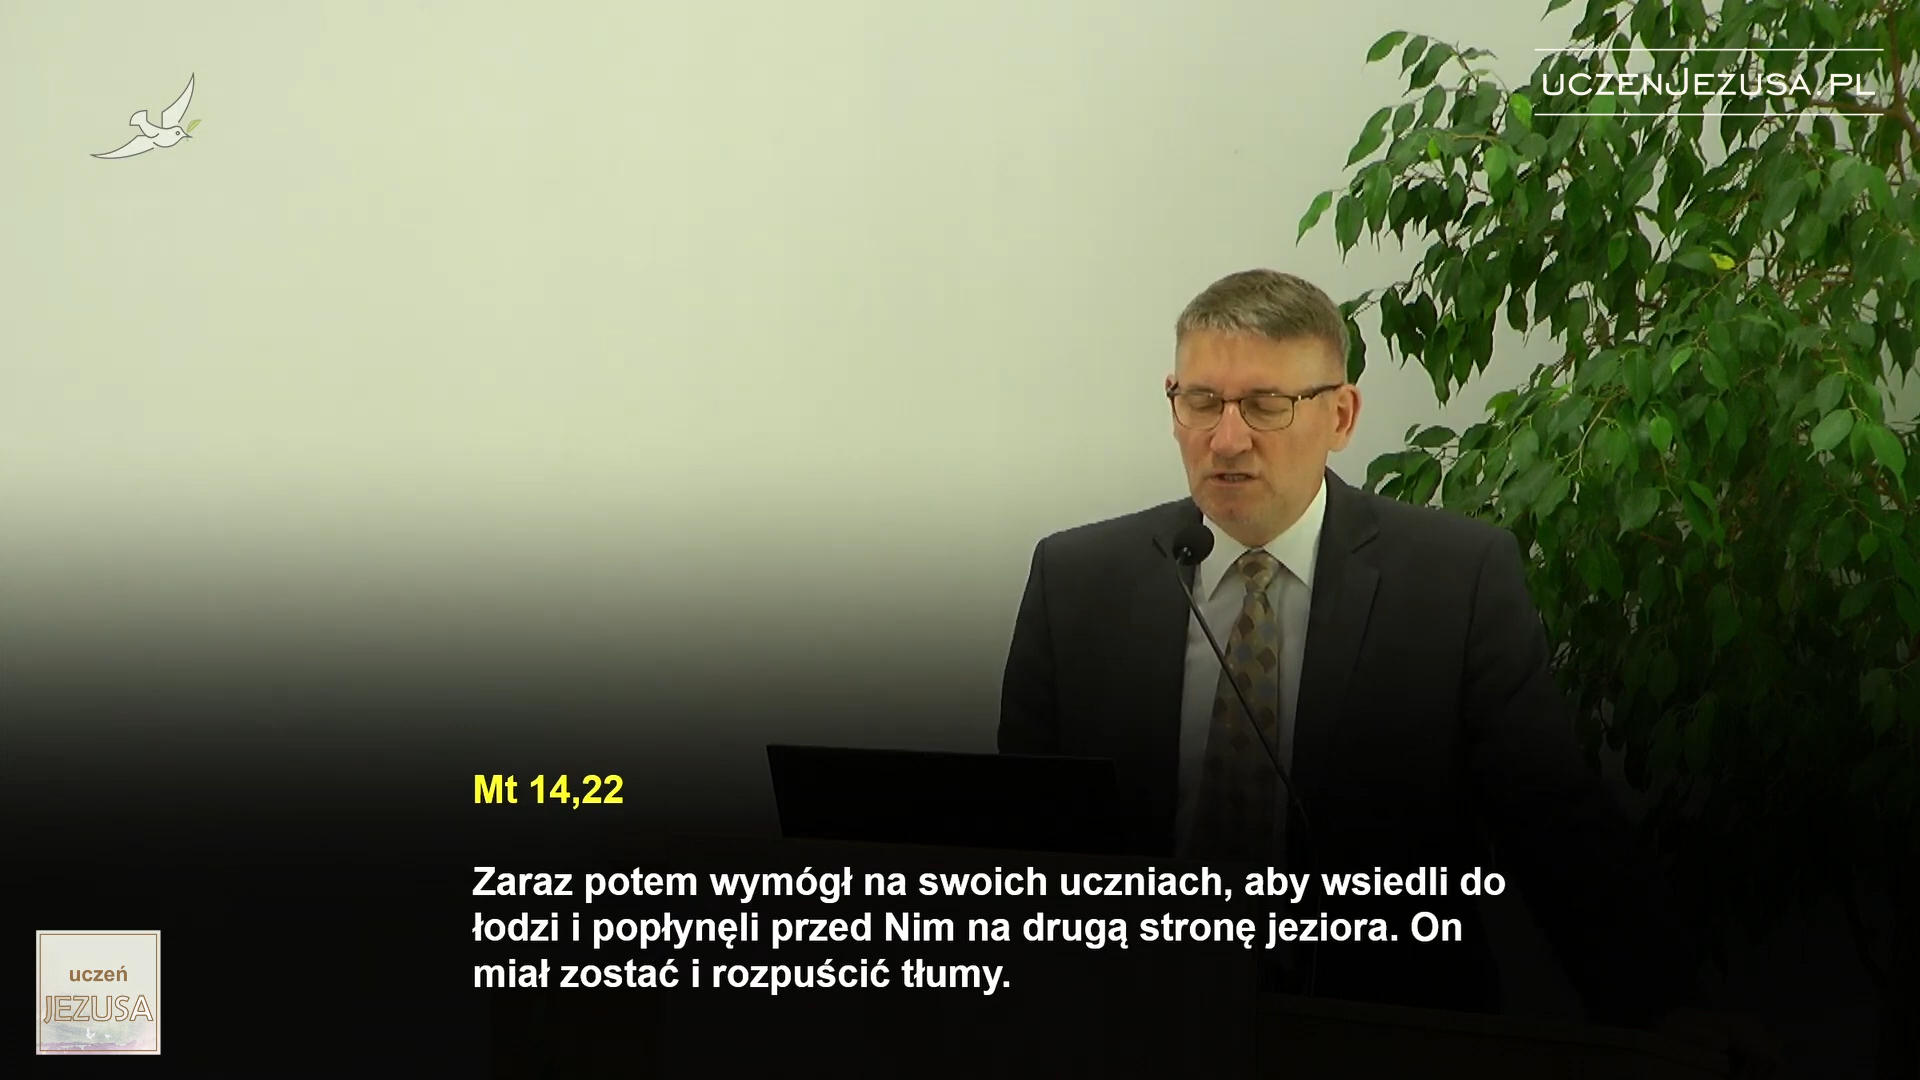 UCZENJEZUSA.PL
Mt 14,22
Zaraz potem wymógł na swoich uczniach, aby wsiedli do
łodzi i popłynęli przed Nim na drugą stronę jeziora. On
miał zostać i rozpuścić tłumy.
uczeń
JEZUSA